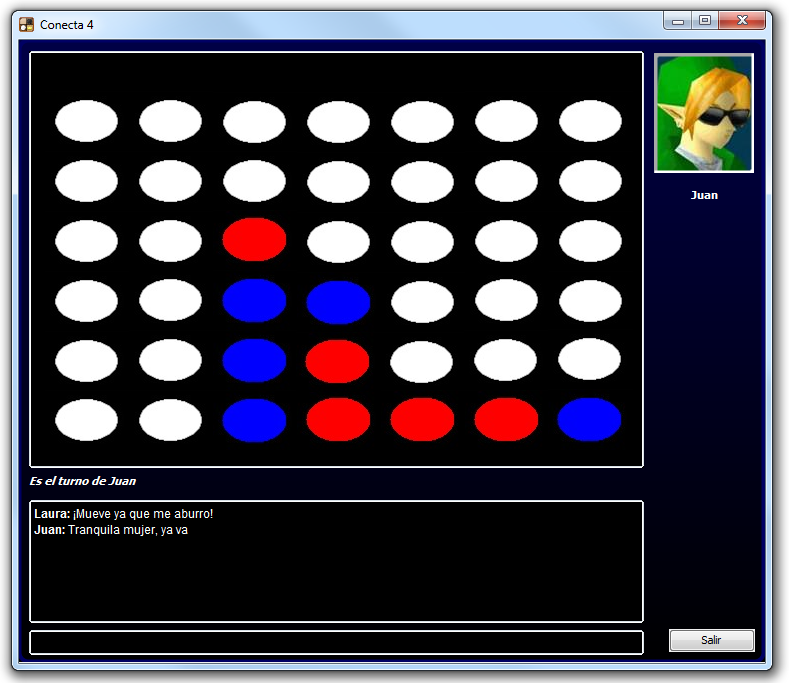 Conecta 4
Juan
Es el turno de Juan
Laura: ¡Mueve ya que me aburro!
Juan: Tranquila mujer, ya va
Salir